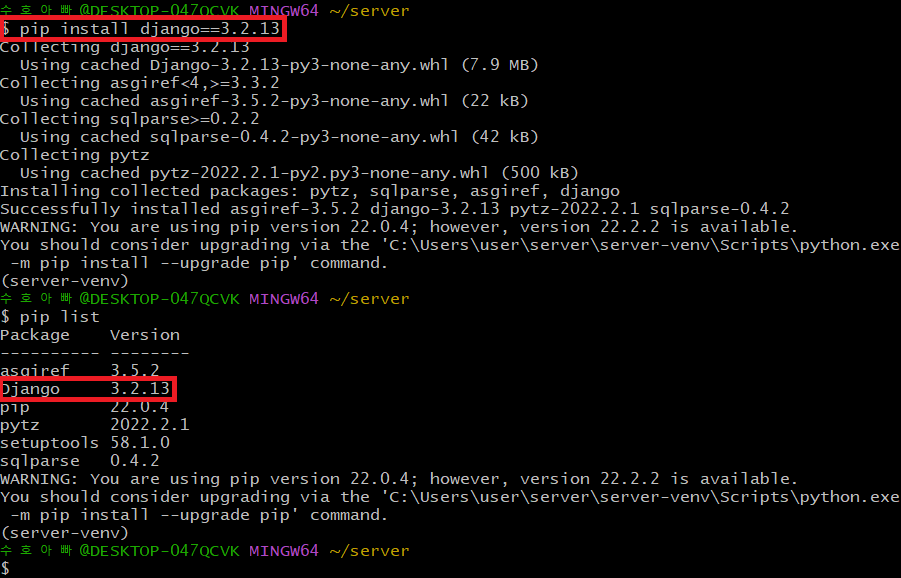 수 호 아 빠 @DESKTOP-047QCVK MINGW64 ~/server
$ pip install django==3.2.13
Collecting django==3.2.13
  Using cached Django-3.2.13-py3-none-any.whl (7.9 MB)
Collecting asgiref<4,>=3.3.2
  Using cached asgiref-3.5.2-py3-none-any.whl (22 kB)
Collecting sqlparse>=0.2.2
  Using cached sqlparse-0.4.2-py3-none-any.whl (42 kB)
Collecting pytz
  Using cached pytz-2022.2.1-py2.py3-none-any.whl (500 kB)
Installing collected packages: pytz, sqlparse, asgiref, django
Successfully installed asgiref-3.5.2 django-3.2.13 pytz-2022.2.1 sqlparse-0.4.2
WARNING: You are using pip version 22.0.4; however, version 22.2.2 is available.
You should consider upgrading via the 'C:\Users\user\server\server-venv\Scripts\python.exe
 -m pip install --upgrade pip' command.
(server-venv)
수 호 아 빠 @DESKTOP-047QCVK MINGW64 ~/server
$ pip list
Package    Version
---------- --------
asgiref    3.5.2
Django     3.2.13
pip        22.0.4
pytz       2022.2.1
setuptools 58.1.0
sqlparse   0.4.2
WARNING: You are using pip version 22.0.4; however, version 22.2.2 is available.
You should consider upgrading via the 'C:\Users\user\server\server-venv\Scripts\python.exe
 -m pip install --upgrade pip' command.
(server-venv)
수 호 아 빠 @DESKTOP-047QCVK MINGW64 ~/server
$